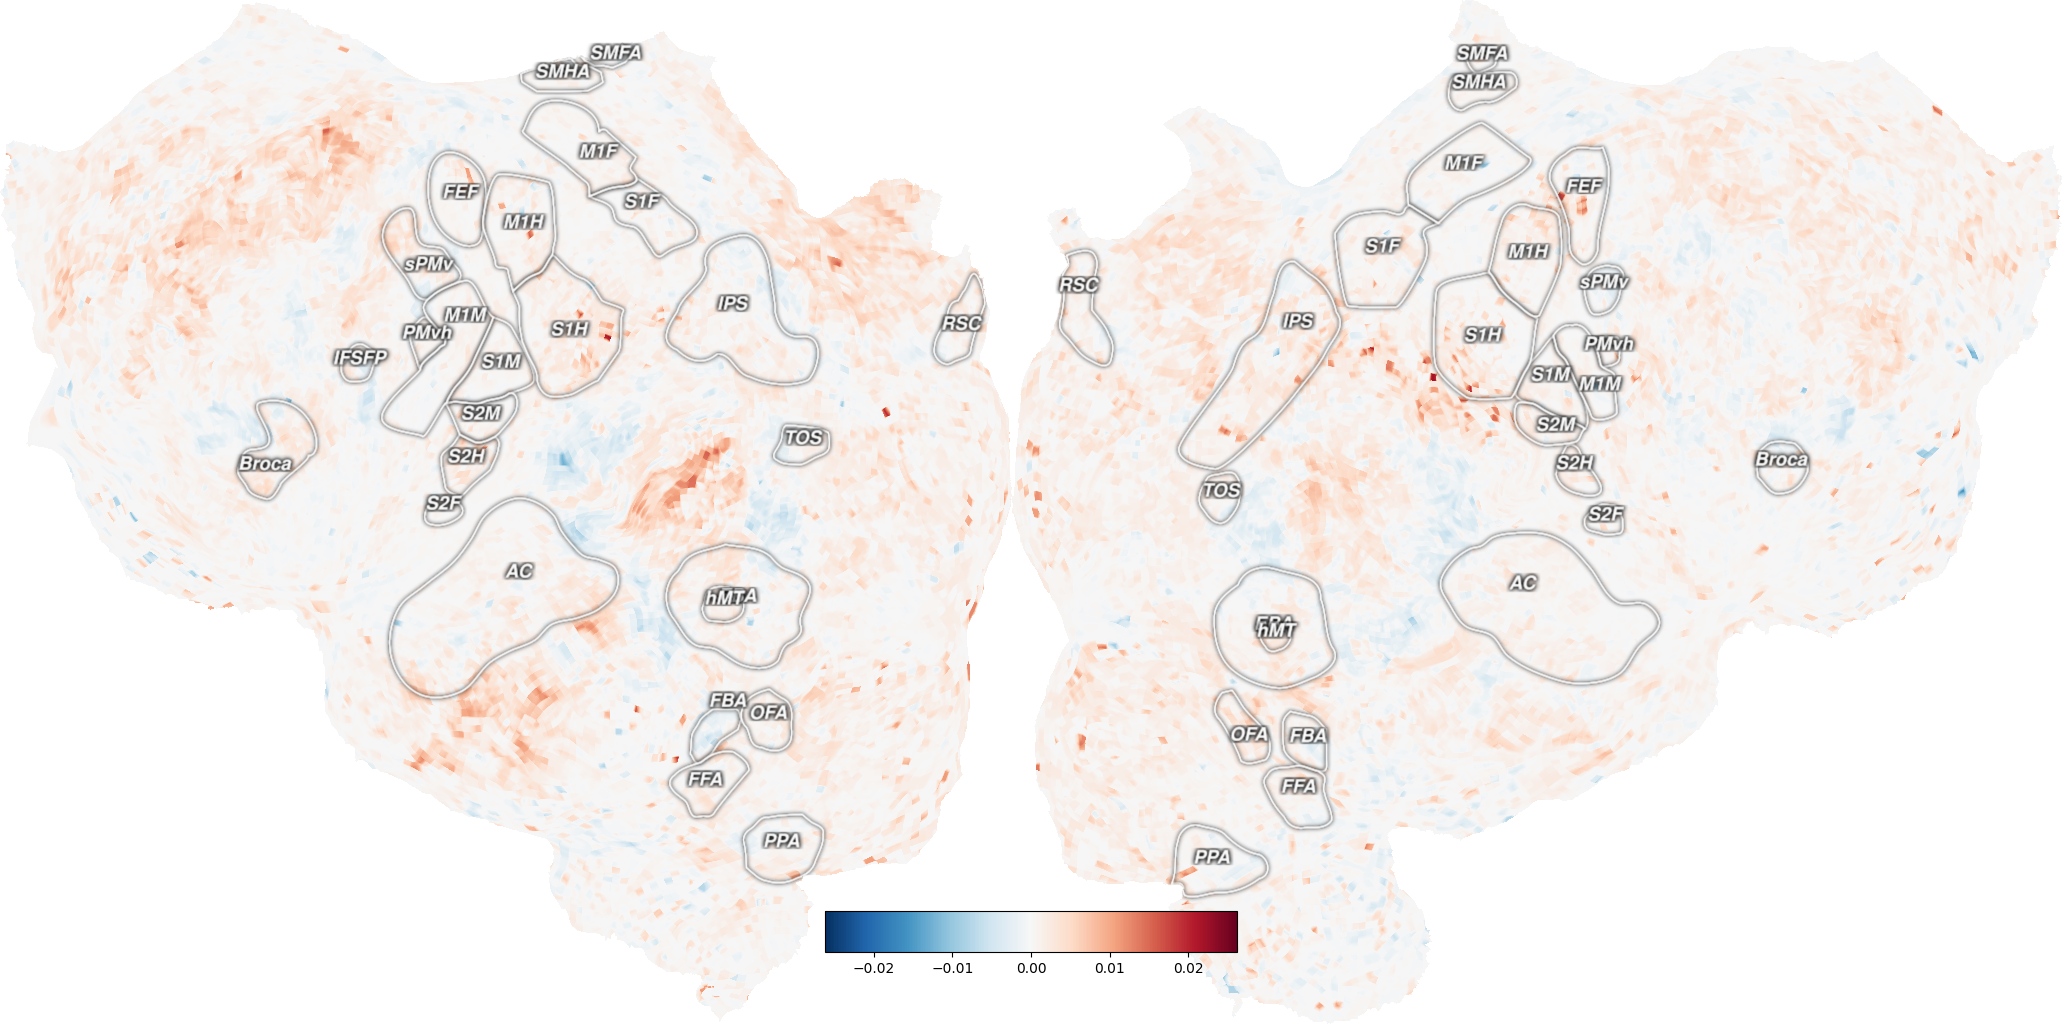 SMFA
SMHA
M1F
FEF
M1H
S1F
sPMv
IPS
M1M
PMvh
S1H
RSC
IFSFP
S1M
S2M
TOS
Broca
S2H
S2F
AC
hMT
FBA
OFA
FFA
PPA
SMFA
SMHA
M1F
FEF
S1F
M1H
RSC
sPMv
IPS
S1H
PMvh
S1M
M1M
S2M
Broca
S2H
TOS
S2F
AC
hMT
OFA
FBA
FFA
PPA
−0.02 −0.01 0.00 0.01 0.02